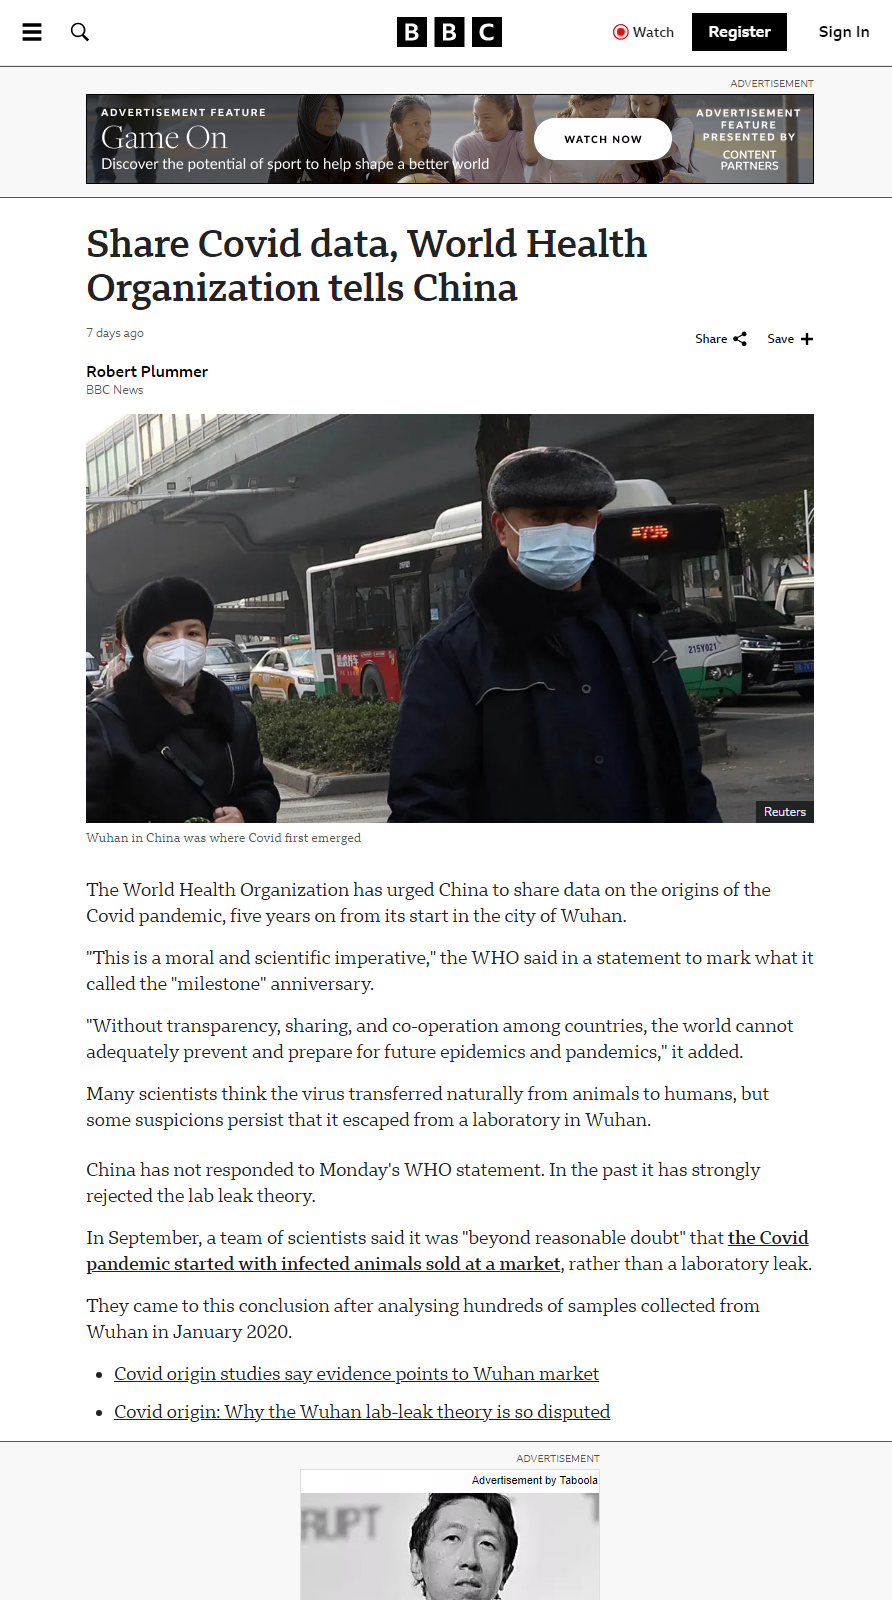 BBC
Watch
Register
Sign In
ADVERTISEMENT
ADVERTISEMENT FEATURE
Game On
Discover the potential of sport to help shape a better world
WATCH NOW
ADVERTISEMENT
FEATURE
PRESENTED BY
CONTENT
PARTNERS
Share Covid data, World Health
Organization tells China
7 days ago
Share
Save
Robert Plummer
BBC News
215Y021
Reuters
Wuhan in China was where Covid first emerged
The World Health Organization has urged China to share data on the origins of the
Covid pandemic, five years on from its start in the city of Wuhan.
"This is a moral and scientific imperative," the WHO said in a statement to mark what it
called the "milestone" anniversary.
"Without transparency, sharing, and co-operation among countries, the world cannot
adequately prevent and prepare for future epidemics and pandemics," it added.
Many scientists think the virus transferred naturally from animals to humans, but
some suspicions persist that it escaped from a laboratory in Wuhan.
China has not responded to Monday's WHO statement. In the past it has strongly
rejected the lab leak theory.
In September, a team of scientists said it was "beyond reasonable doubt" that the Covid
pandemic started with infected animals sold at a market, rather than a laboratory leak.
They came to this conclusion after analysing hundreds of samples collected from
Wuhan in January 2020.
Covid origin studies say evidence points to Wuhan market
Covid origin: Why the Wuhan lab-leak theory is so disputed
ADVERTISEMENT
Advertisement by Taboola
RUPT